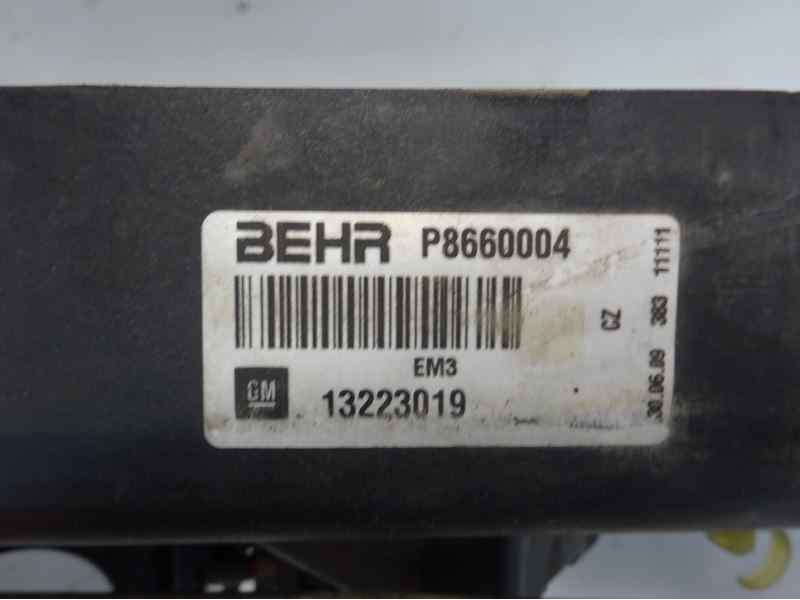 BEHR P8660004
EM3
GM 13223019
CZ
30.06.09 383 11111